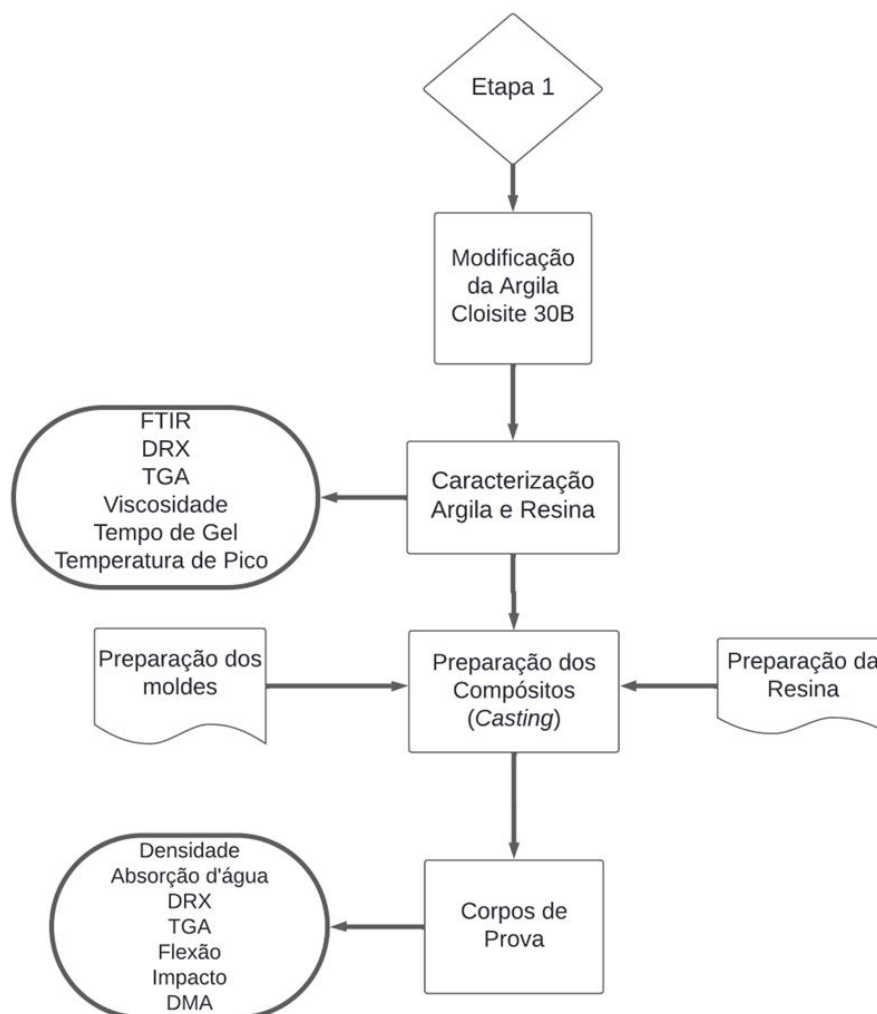 Etapa 1
Modificação
da Argila
Cloisite 30B
FTIR
DRX
TGA
Viscosidade
Tempo de Gel
Temperatura de Pico
Caracterização
Argila e Resina
Preparação dos
moldes
Preparação dos
Compósitos
(Casting)
Preparação da
Resina
Densidade
Absorção d'água
DRX
TGA
Flexão
Impacto
DMA
Corpos de
Prova